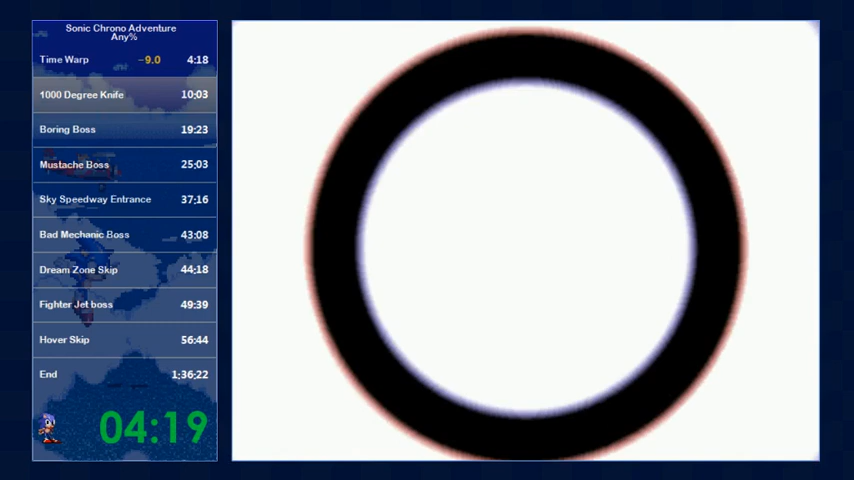 Sonic Chrono Adventure
Any%
Time Warp −9.0 4:18
1000 Degree Knife 10:03
Boring Boss 19:23
Mustache Boss 25:03
Sky Speedway Entrance 37:16
Bad Mechanic Boss 43:08
Dream Zone Skip 44:18
Fighter Jet boss 49:39
Hover Skip 56:44
End 1:36:22
04:19